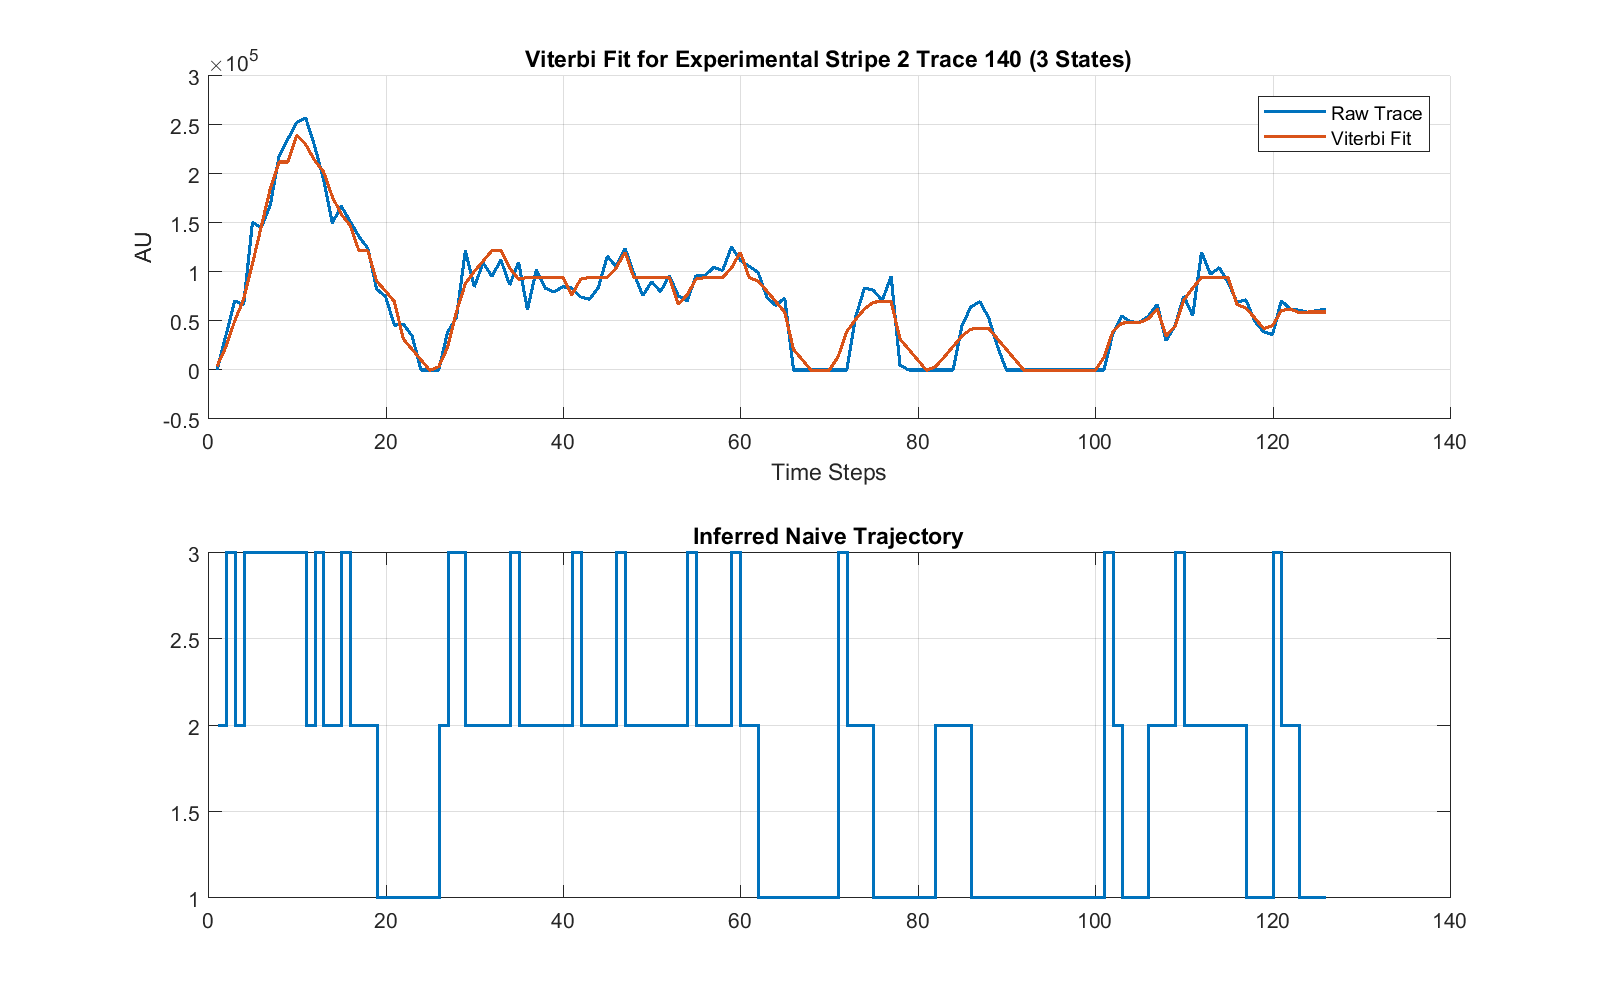 Viterbi Fit for Experimental Stripe 2 Trace 140 (3 States)
×10^5
3
2.5
2
1.5
1
0.5
0
-0.5
AU
Raw Trace
Viterbi Fit
0 20 40 60 80 100 120 140
Time Steps
Inferred Naive Trajectory
3
2.5
2
1.5
1
0 20 40 60 80 100 120 140